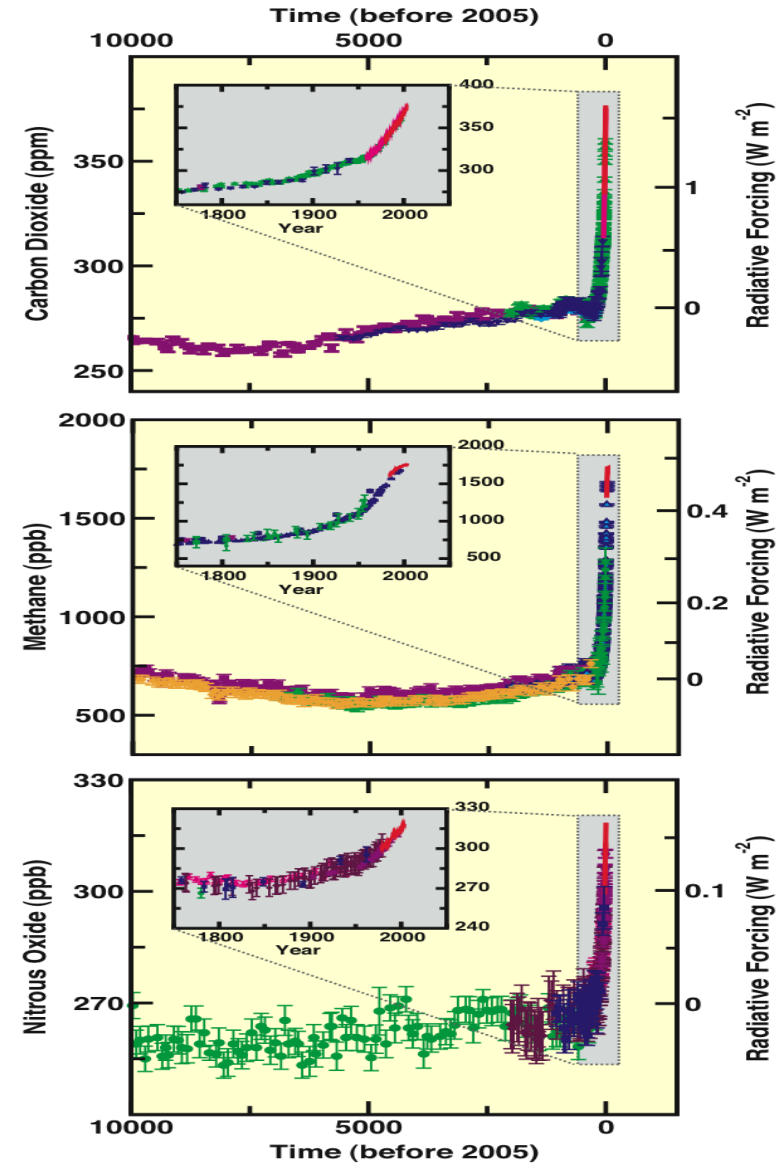 Time (before 2005)
10000 5000 0
Carbon Dioxide (ppm)
350
300
250
400
350
300
1800 1900 2000
Year
1
0
Radiative Forcing (W m-2)
Methane (ppb)
2000
1500
1000
500
2000
1500
1000
500
1800 1900 2000
Year
0.4
0.2
0
Radiative Forcing (W m-2)
Nitrous Oxide (ppb)
330
300
270
330
300
270
240
1800 1900 2000
Year
0.1
0
Radiative Forcing (W m-2)
10000 5000 0
Time (before 2005)